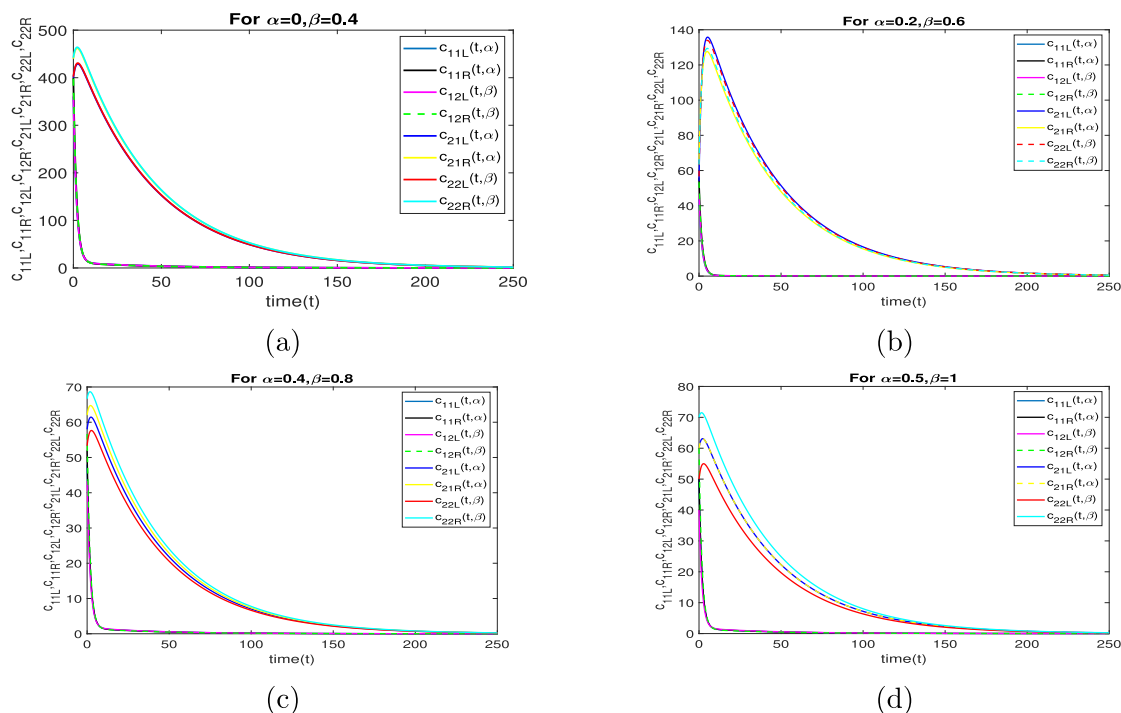 For α=0,β=0.4
500
400
300
200
100
0
c₁₁L,c₁₁R,c₁₂L,c₁₂R,c₂₁L,c₂₁R,c₂₂L,c₂₂R
c₁₁L(t,α)
c₁₁R(t,α)
c₁₂L(t,β)
c₁₂R(t,β)
c₂₁L(t,α)
c₂₁R(t,α)
c₂₂L(t,β)
c₂₂R(t,β)
0 50 100 150 200 250
time(t)
(a)
For α=0.2,β=0.6
140
120
100
80
60
40
20
0
c₁₁L,c₁₁R,c₁₂L,c₁₂R,c₂₁L,c₂₁R,c₂₂L,c₂₂R
c₁₁L(t,α)
c₁₁R(t,α)
c₁₂L(t,β)
c₁₂R(t,β)
c₂₁L(t,α)
c₂₁R(t,α)
c₂₂L(t,β)
c₂₂R(t,β)
0 50 100 150 200 250
time(t)
(b)
For α=0.4,β=0.8
70
60
50
40
30
20
10
0
c₁₁L,c₁₁R,c₁₂L,c₁₂R,c₂₁L,c₂₁R,c₂₂L,c₂₂R
c₁₁L(t,α)
c₁₁R(t,α)
c₁₂L(t,β)
c₁₂R(t,β)
c₂₁L(t,α)
c₂₁R(t,α)
c₂₂L(t,β)
c₂₂R(t,β)
0 50 100 150 200 250
time(t)
(c)
For α=0.5,β=1
80
70
60
50
40
30
20
10
0
c₁₁L,c₁₁R,c₁₂L,c₁₂R,c₂₁L,c₂₁R,c₂₂L,c₂₂R
c₁₁L(t,α)
c₁₁R(t,α)
c₁₂L(t,β)
c₁₂R(t,β)
c₂₁L(t,α)
c₂₁R(t,α)
c₂₂L(t,β)
c₂₂R(t,β)
0 50 100 150 200 250
time(t)
(d)